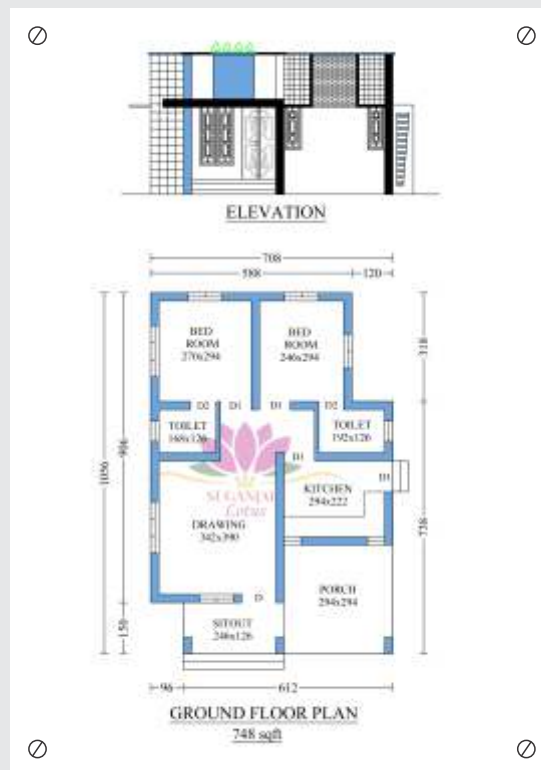 ELEVATION
708
588
120
BED
ROOM
270x294
BED
ROOM
246x294
318
1056
906
D2
D1
D1
D2
TOILET
168x126
TOILET
192x126
D1
D1
KITCHEN
294x222
Lotus
DRAWING
342x390
738
PORCH
294x294
D
SITOUT
246x126
150
96
612
GROUND FLOOR PLAN
748 sqft